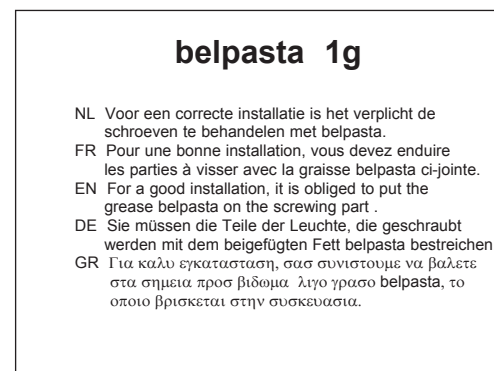 belpasta 1g
NL Voor een correcte installatie is het verplicht de
schroeven te behandelen met belpasta.
FR Pour une bonne installation, vous devez enduire
les parties à visser avec la graisse belpasta ci-jointe.
EN For a good installation, it is obliged to put the
grease belpasta on the screwing part .
DE Sie müssen die Teile der Leuchte, die geschraubt
werden mit dem beigefügten Fett belpasta bestreichen
GR Για καλυ εγκατασταση, σασ συνιστουμε να βαλετε
στα σημεια προσ βιδωμα λιγο γρασο belpasta, το
οποιο βρισκεται στην συσκευασια.